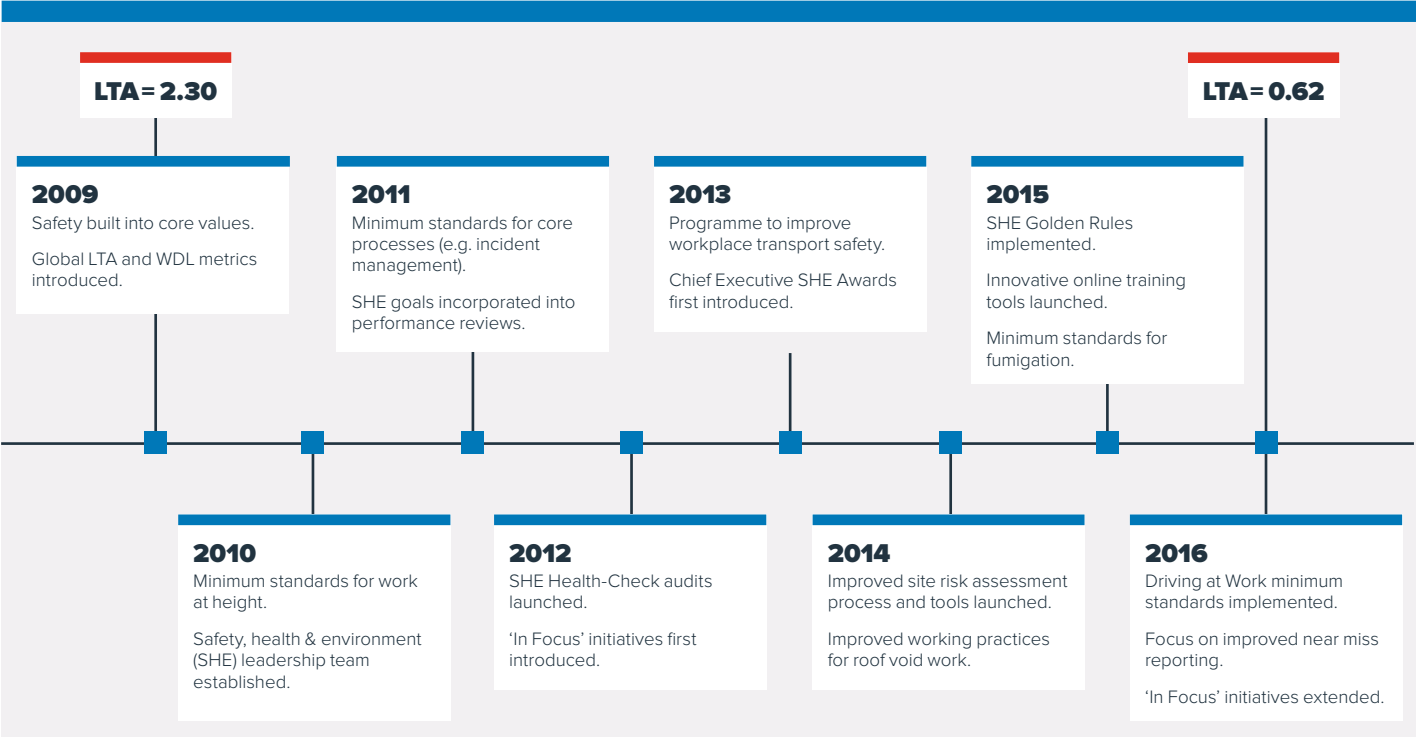 LTA = 2.30
LTA = 0.62
2009
Safety built into core values.
Global LTA and WDL metrics
introduced.
2011
Minimum standards for core
processes (e.g. incident
management).
SHE goals incorporated into
performance reviews.
2013
Programme to improve
workplace transport safety.
Chief Executive SHE Awards
first introduced.
2015
SHE Golden Rules
implemented.
Innovative online training
tools launched.
Minimum standards for
fumigation.
2010
Minimum standards for work
at height.
Safety, health & environment
(SHE) leadership team
established.
2012
SHE Health-Check audits
launched.
‘In Focus’ initiatives first
introduced.
2014
Improved site risk assessment
process and tools launched.
Improved working practices
for roof void work.
2016
Driving at Work minimum
standards implemented.
Focus on improved near miss
reporting.
‘In Focus’ initiatives extended.